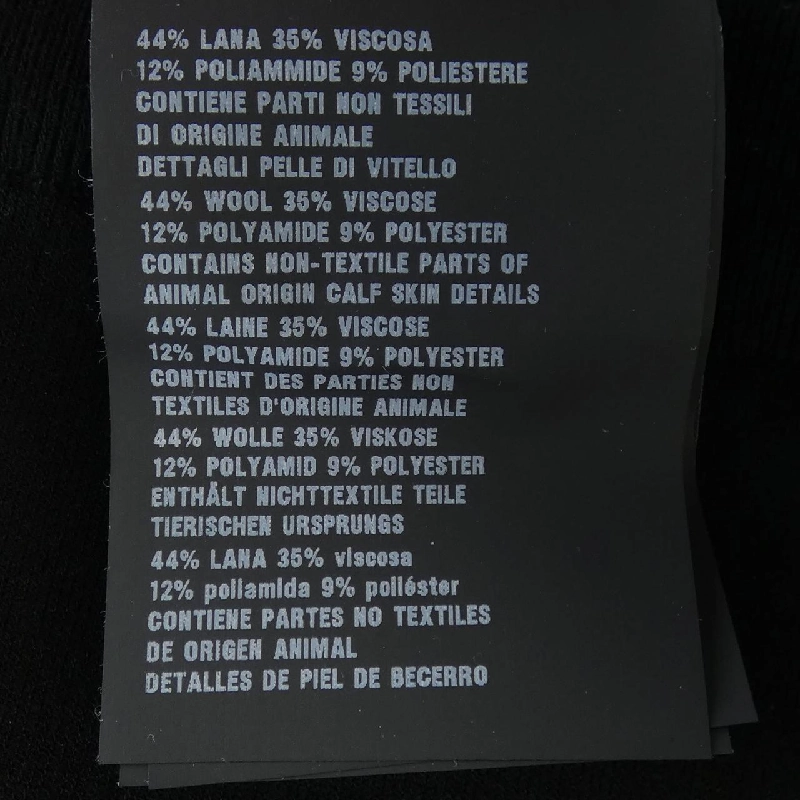 44% LANA 35% VISCOSA
12% POLIAMMIDE 9% POLIESTERE
CONTIENE PARTI NON TESSILI
DI ORIGINE ANIMALE
DETTAGLI PELLE DI VITELLO
44% WOOL 35% VISCOSE
12% POLYAMIDE 9% POLYESTER
CONTAINS NON-TEXTILE PARTS OF
ANIMAL ORIGIN CALF SKIN DETAILS
44% LAINE 35% VISCOSE
12% POLYAMIDE 9% POLYESTER
CONTIENT DES PARTIES NON
TEXTILES D'ORIGINE ANIMALE
44% WOLLE 35% VISKOSE
12% POLYAMID 9% POLYESTER
ENTHÄLT NICHTTEXTILE TEILE
TIERISCHEN URSPRUNGS
44% LANA 35% viscosa
12% poliamida 9% poliéster
CONTIENE PARTES NO TEXTILES
DE ORIGEN ANIMAL
DETALLES DE PIEL DE BECERRO